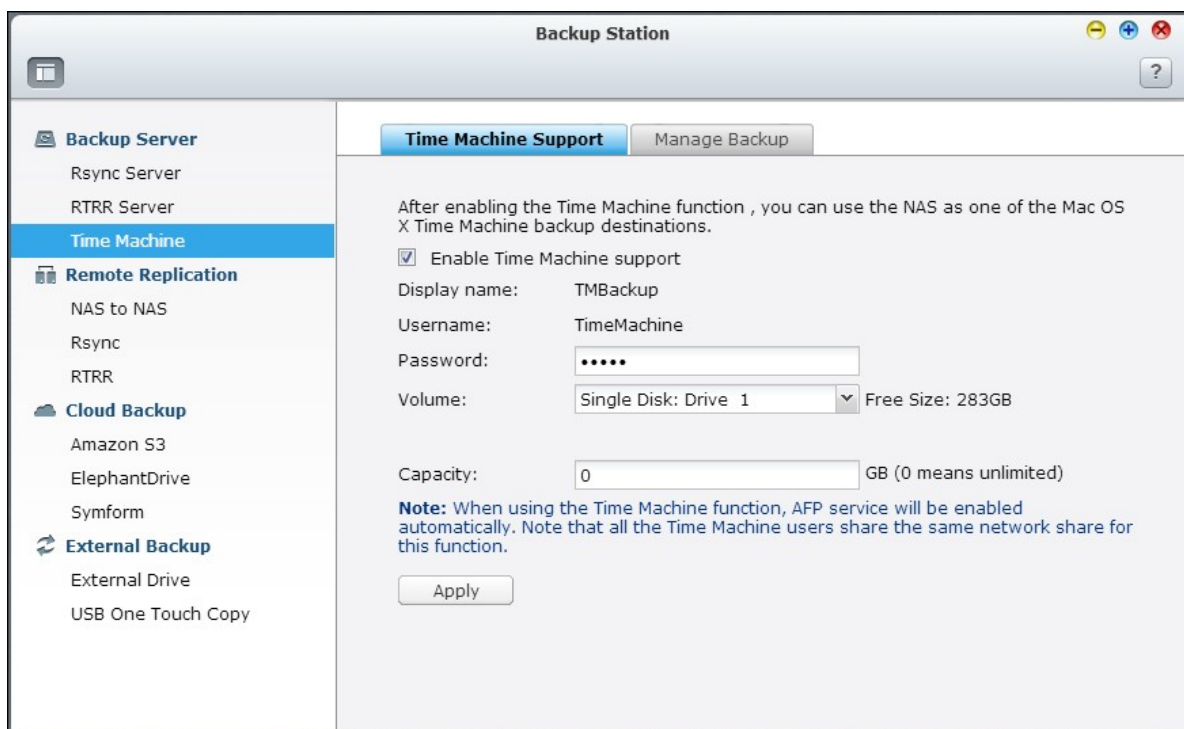 Backup Station
?
Backup Server
Rsync Server
RTRR Server
Time Machine
Remote Replication
NAS to NAS
Rsync
RTRR
Cloud Backup
Amazon S3
ElephantDrive
Symform
External Backup
External Drive
USB One Touch Copy
Time Machine Support
Manage Backup
After enabling the Time Machine function , you can use the NAS as one of the Mac OS
X Time Machine backup destinations.
Enable Time Machine support
Display name: TMBackup
Username: TimeMachine
Password: •••••
Volume: Single Disk: Drive 1 Free Size: 283GB
Capacity: 0 GB (0 means unlimited)
Note: When using the Time Machine function, AFP service will be enabled
automatically. Note that all the Time Machine users share the same network share for
this function.
Apply